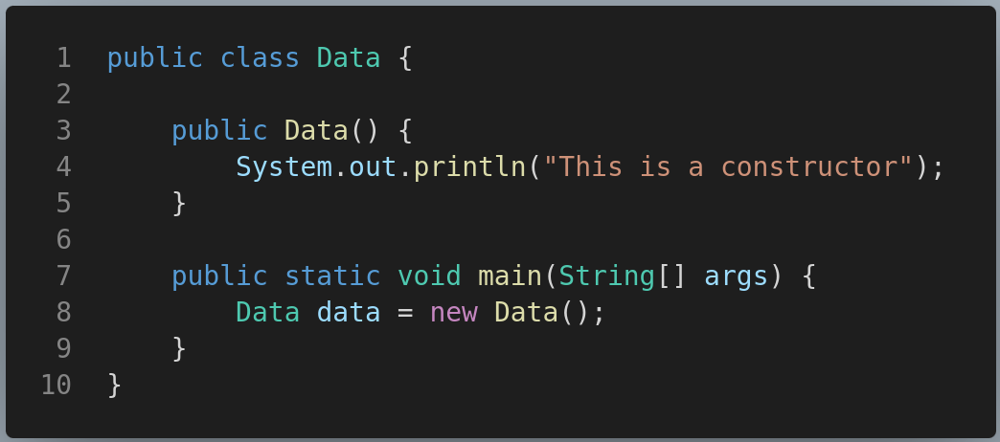 1 public class Data {
2
3     public Data() {
4         System.out.println("This is a constructor");
5     }
6
7     public static void main(String[] args) {
8         Data data = new Data();
9     }
10 }